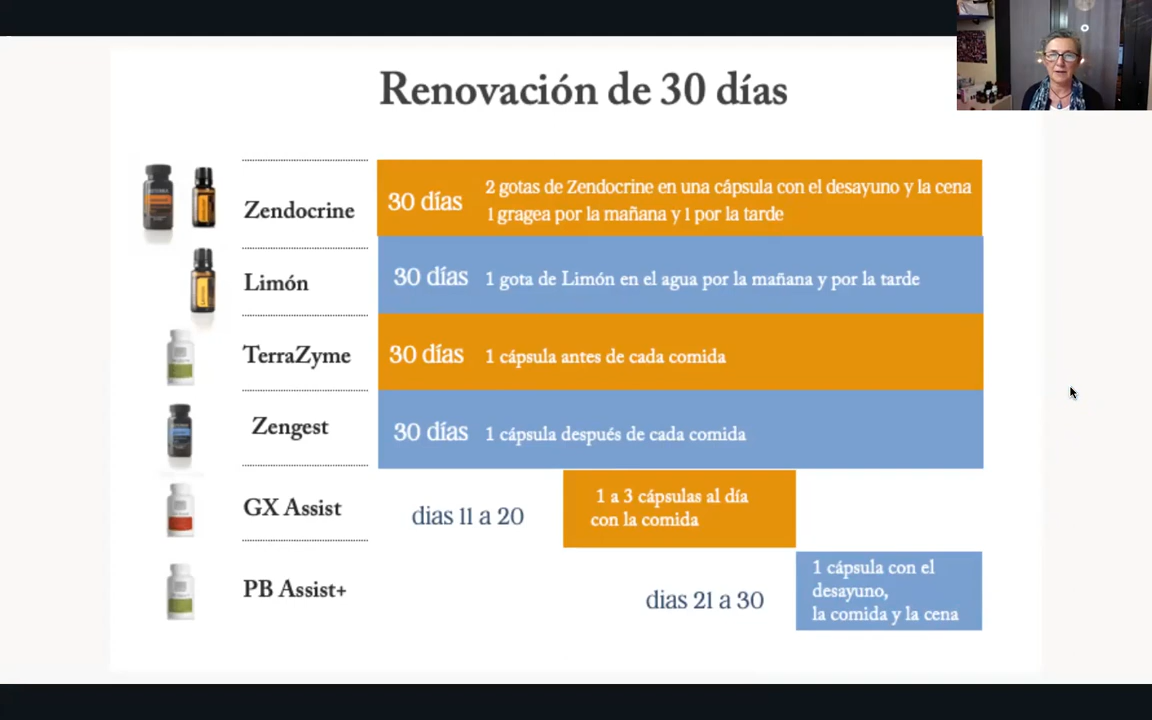 Renovación de 30 días
Zendocrine
30 días
2 gotas de Zendocrine en una cápsula con el desayuno y la cena
1 gragea por la mañana y 1 por la tarde
Limón
30 días
1 gota de Limón en el agua por la mañana y por la tarde
TerraZyme
30 días
1 cápsula antes de cada comida
Zengest
30 días
1 cápsula después de cada comida
GX Assist
dias 11 a 20
1 a 3 cápsulas al día
con la comida
PB Assist+
dias 21 a 30
1 cápsula con el
desayuno,
la comida y la cena